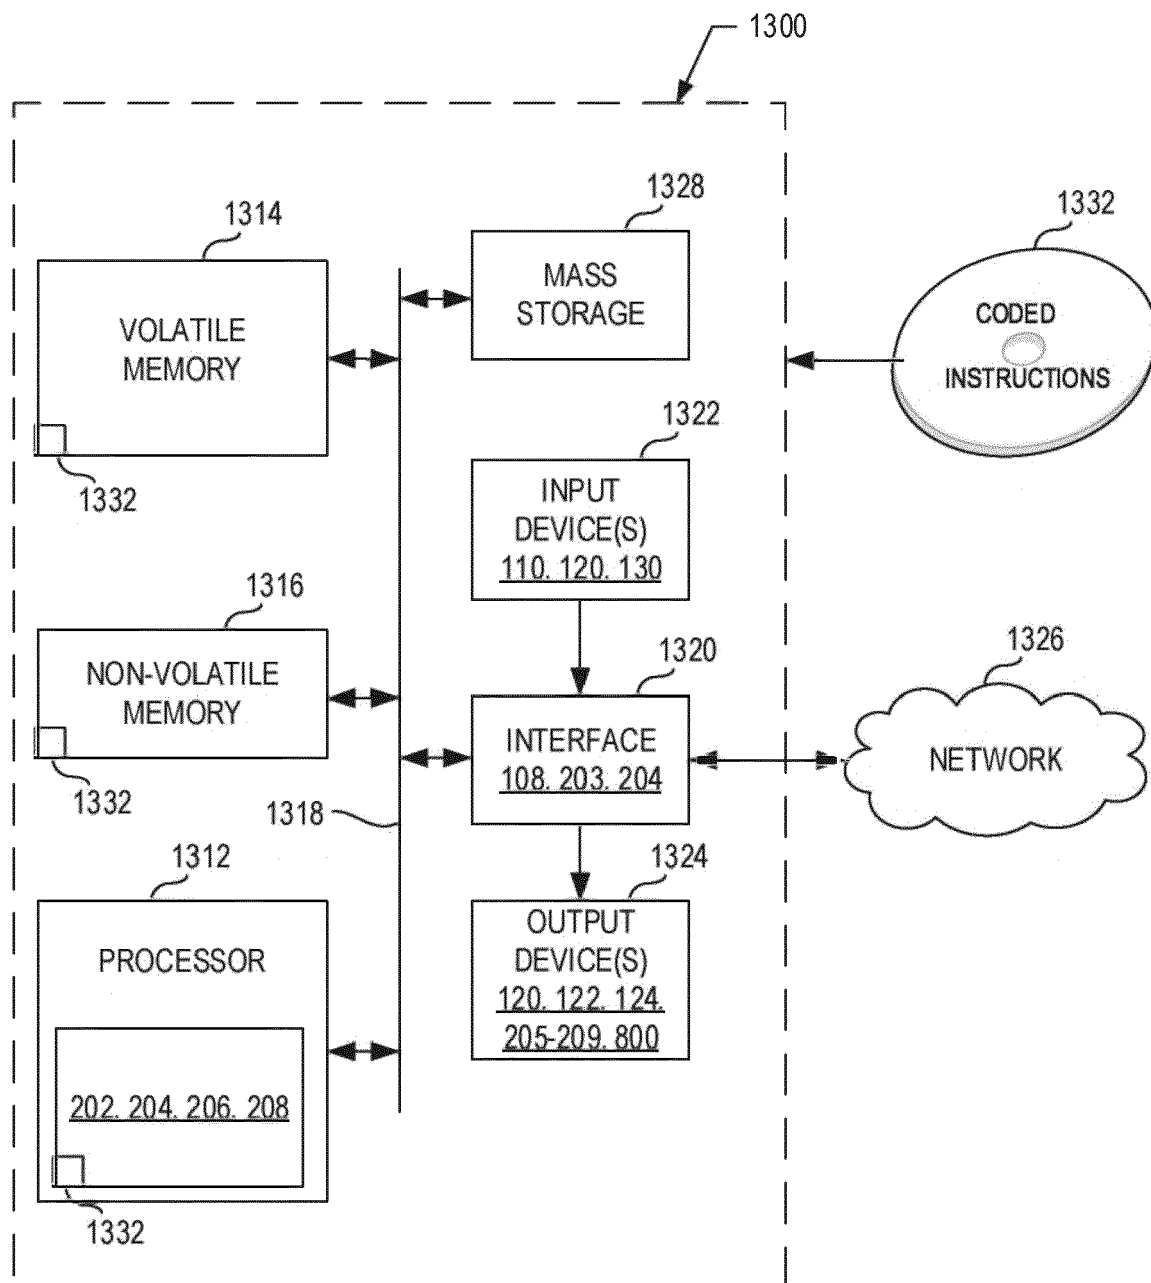 1300
1328
1314
1332
MASS
STORAGE
CODED
INSTRUCTIONS
VOLATILE
MEMORY
1322
1332
INPUT
DEVICE(S)
110. 120. 130
1316
1320
1326
NON-VOLATILE
MEMORY
INTERFACE
108. 203. 204
NETWORK
1332
1318
1312
1324
PROCESSOR
OUTPUT
DEVICE(S)
120. 122. 124.
205-209. 800
202. 204. 206. 208
1332